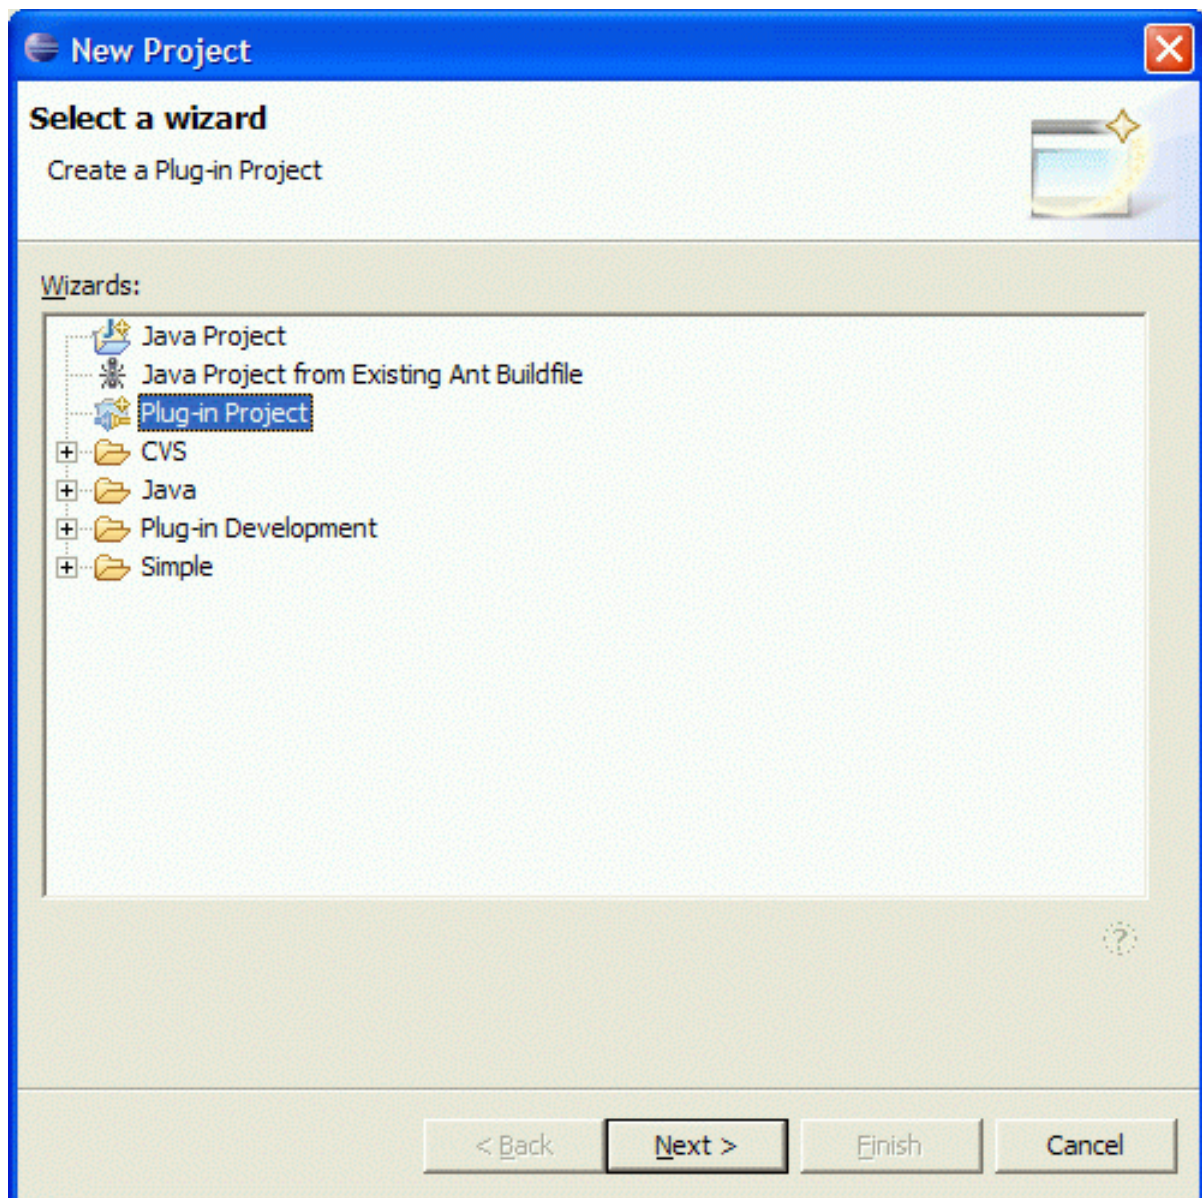 New Project
Select a wizard
Create a Plug-in Project
Wizards:
Java Project
Java Project from Existing Ant Buildfile
Plug-in Project
CVS
Java
Plug-in Development
Simple
?
< Back Next > Finish Cancel